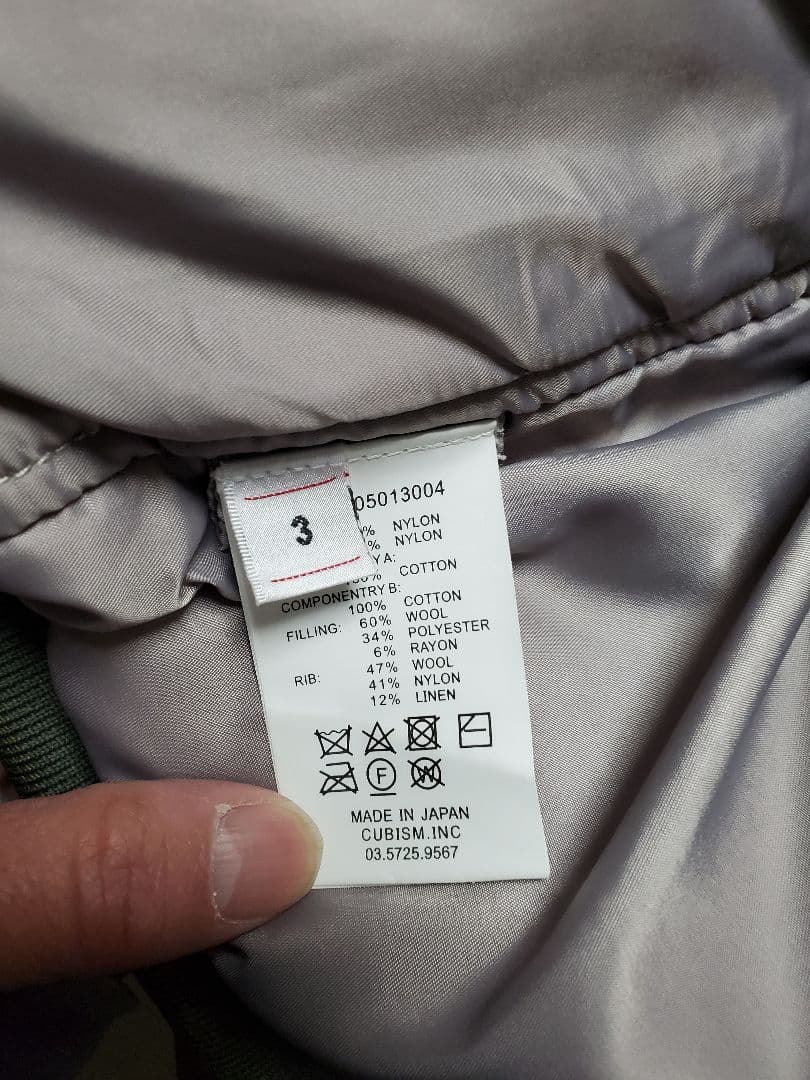 3
05013004
% NYLON
% NYLON
Y A:
COTTON
COMPONENTRY B:
100% COTTON
FILLING: 60% WOOL
34% POLYESTER
6% RAYON
RIB: 47% WOOL
41% NYLON
12% LINEN
F
W
MADE IN JAPAN
CUBISM.INC
03.5725.9567